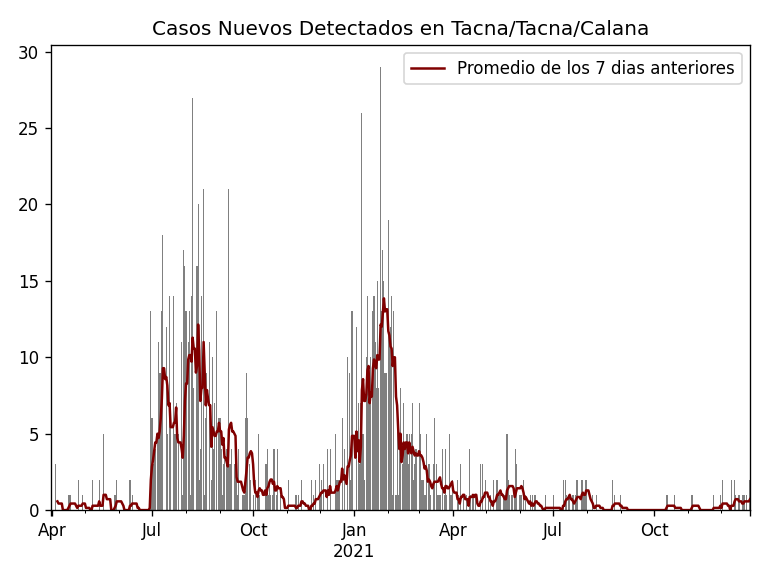 Casos Nuevos Detectados en Tacna/Tacna/Calana
Promedio de los 7 dias anteriores
30
25
20
15
10
5
0
Apr Jul Oct Jan Apr Jul Oct
2021